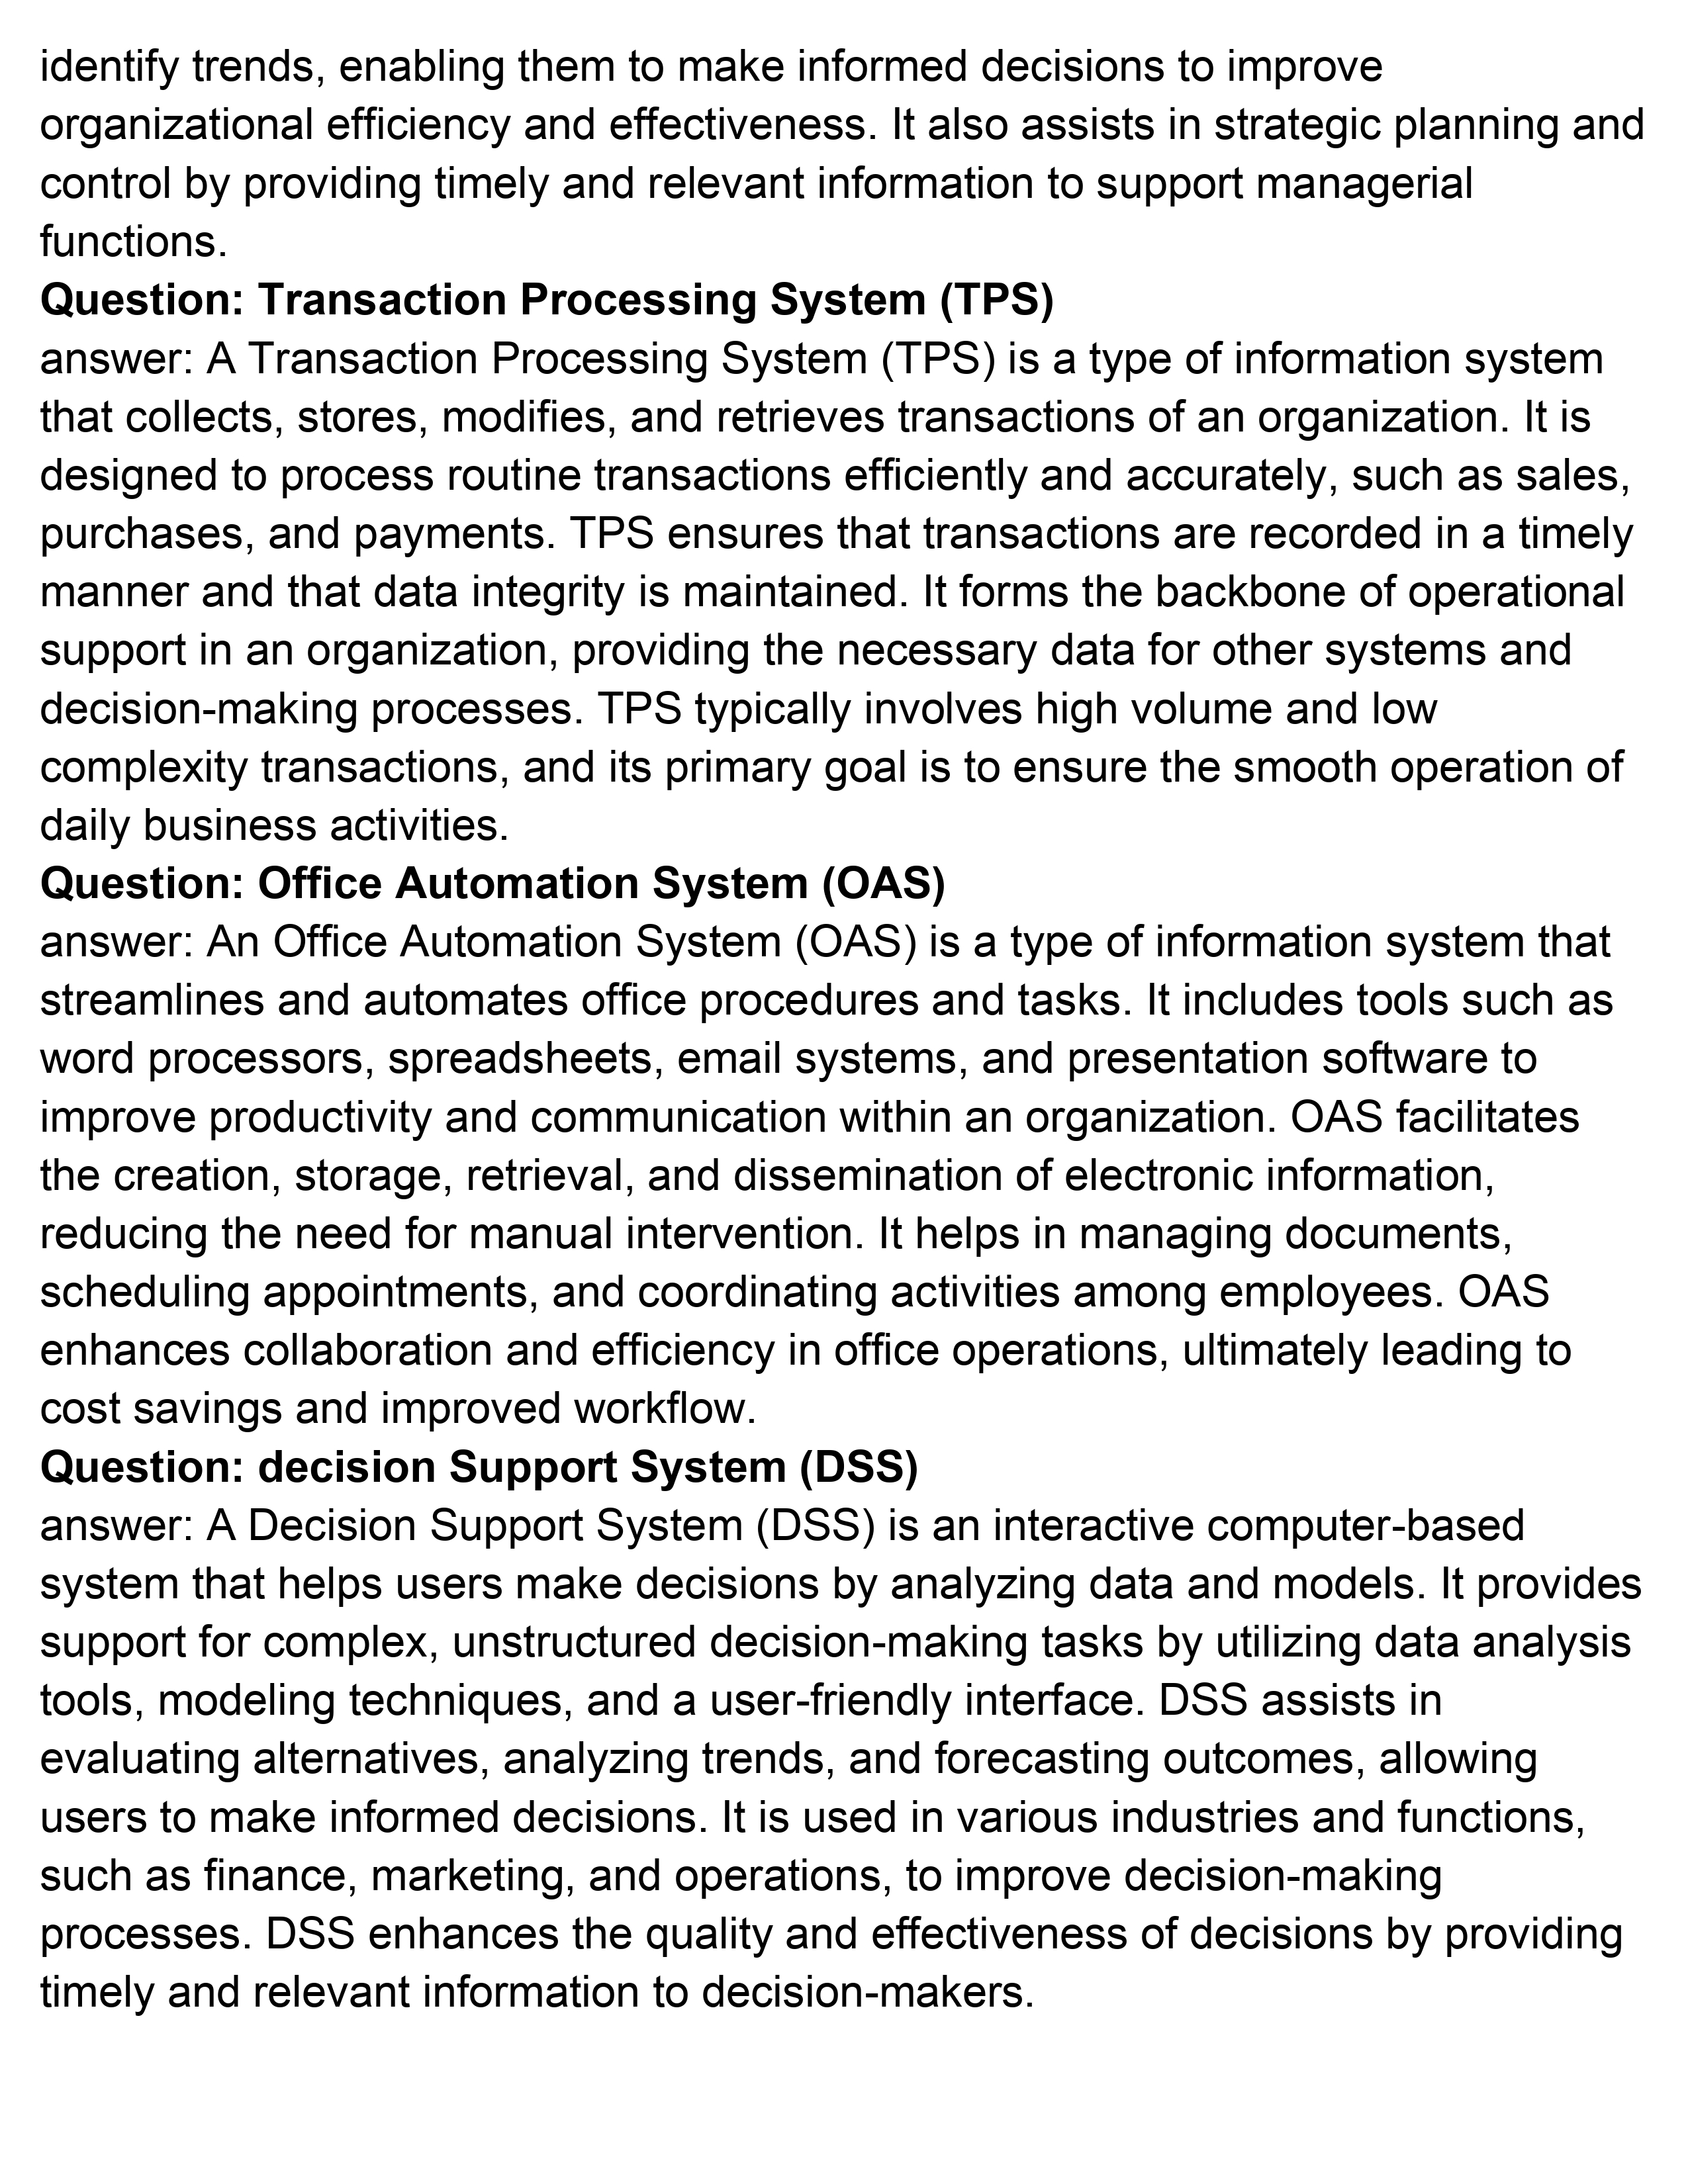 identify trends, enabling them to make informed decisions to improve
organizational efficiency and effectiveness. It also assists in strategic planning and
control by providing timely and relevant information to support managerial
functions.
Question: Transaction Processing System (TPS)
answer: A Transaction Processing System (TPS) is a type of information system
that collects, stores, modifies, and retrieves transactions of an organization. It is
designed to process routine transactions efficiently and accurately, such as sales,
purchases, and payments. TPS ensures that transactions are recorded in a timely
manner and that data integrity is maintained. It forms the backbone of operational
support in an organization, providing the necessary data for other systems and
decision-making processes. TPS typically involves high volume and low
complexity transactions, and its primary goal is to ensure the smooth operation of
daily business activities.
Question: Office Automation System (OAS)
answer: An Office Automation System (OAS) is a type of information system that
streamlines and automates office procedures and tasks. It includes tools such as
word processors, spreadsheets, email systems, and presentation software to
improve productivity and communication within an organization. OAS facilitates
the creation, storage, retrieval, and dissemination of electronic information,
reducing the need for manual intervention. It helps in managing documents,
scheduling appointments, and coordinating activities among employees. OAS
enhances collaboration and efficiency in office operations, ultimately leading to
cost savings and improved workflow.
Question: decision Support System (DSS)
answer: A Decision Support System (DSS) is an interactive computer-based
system that helps users make decisions by analyzing data and models. It provides
support for complex, unstructured decision-making tasks by utilizing data analysis
tools, modeling techniques, and a user-friendly interface. DSS assists in
evaluating alternatives, analyzing trends, and forecasting outcomes, allowing
users to make informed decisions. It is used in various industries and functions,
such as finance, marketing, and operations, to improve decision-making
processes. DSS enhances the quality and effectiveness of decisions by providing
timely and relevant information to decision-makers.